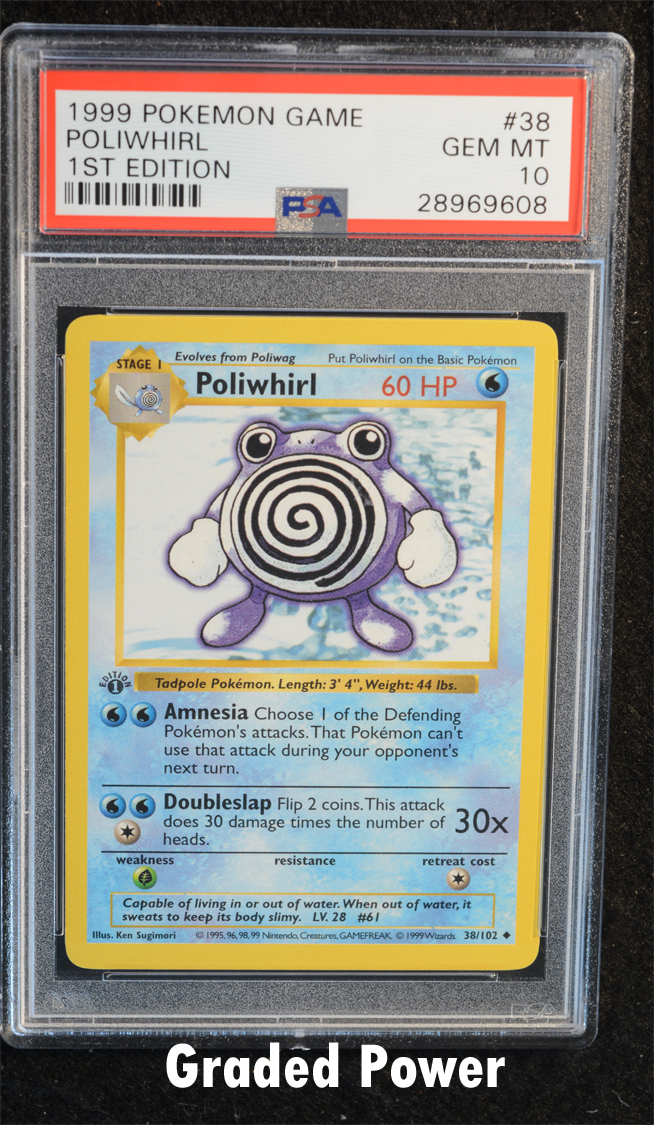 1999 POKEMON GAME #38
POLIWHIRL GEM MT
1ST EDITION 10
PSA 28969608
STAGE 1 Evolves from Poliwag Put Poliwhirl on the Basic Pokémon
Poliwhirl 60 HP
EDITION 1
Tadpole Pokémon. Length: 3' 4", Weight: 44 lbs.
Amnesia Choose 1 of the Defending
Pokémon's attacks. That Pokémon can't
use that attack during your opponent's
next turn.
Doubleslap Flip 2 coins. This attack
does 30 damage times the number of 30x
heads.
weakness resistance retreat cost
Capable of living in or out of water. When out of water, it
sweats to keep its body slimy. LV. 28 #61
Illus. Ken Sugimori © 1995, 96, 98, 99 Nintendo, Creatures, GAMEFREAK. © 1999 Wizards. 38/102
PSA
Graded Power